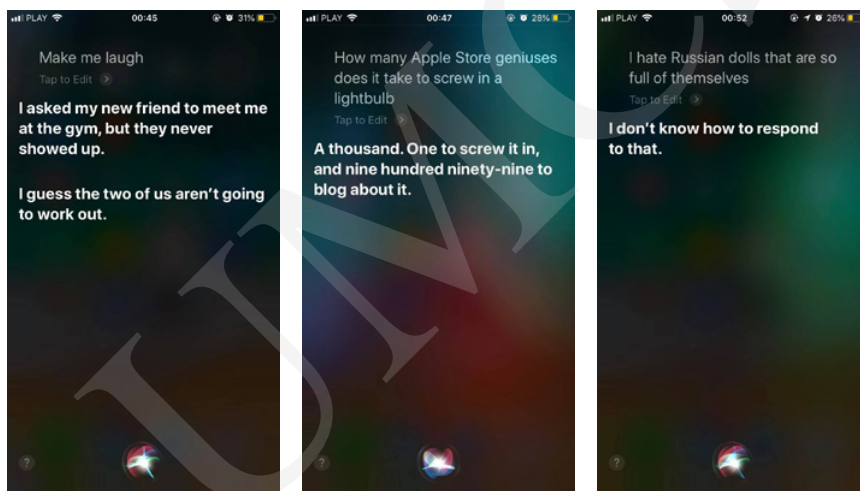 PLAY 00:45 31%
Make me laugh
Tap to Edit
I asked my new friend to meet me
at the gym, but they never
showed up.
I guess the two of us aren't going
to work out.
?
PLAY 00:47 28%
How many Apple Store geniuses
does it take to screw in a
lightbulb
Tap to Edit
A thousand. One to screw it in,
and nine hundred ninety-nine to
blog about it.
?
PLAY 00:52 26%
I hate Russian dolls that are so
full of themselves
Tap to Edit
I don't know how to respond
to that.
?
UMC